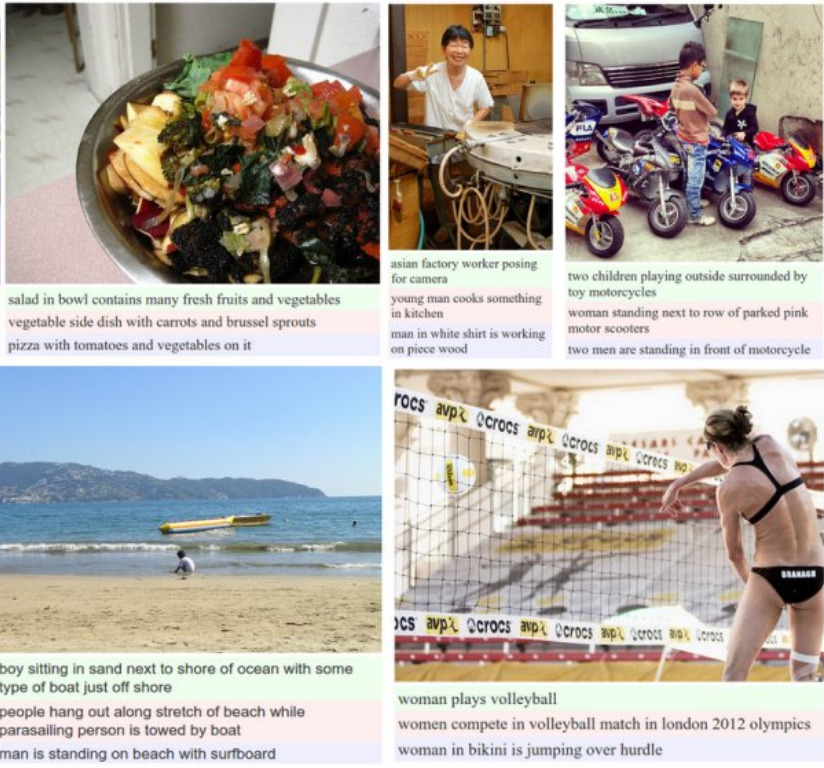 salad in bowl contains many fresh fruits and vegetables
vegetable side dish with carrots and brussel sprouts
pizza with tomatoes and vegetables on it
asian factory worker posing
for camera
young man cooks something
in kitchen
man in white shirt is working
on piece wood
FILA
two children playing outside surrounded by
toy motorcycles
woman standing next to row of parked pink
motor scooters
two men are standing in front of motorcycle
boy sitting in sand next to shore of ocean with some
type of boat just off shore
people hang out along stretch of beach while
parasailing person is towed by boat
man is standing on beach with surfboard
rocs avp crocs avp crocs avp crocs avp
BRANAGH
ocs avp crocs avp crocs avp crocs avp crocs
woman plays volleyball
women compete in volleyball match in london 2012 olympics
woman in bikini is jumping over hurdle